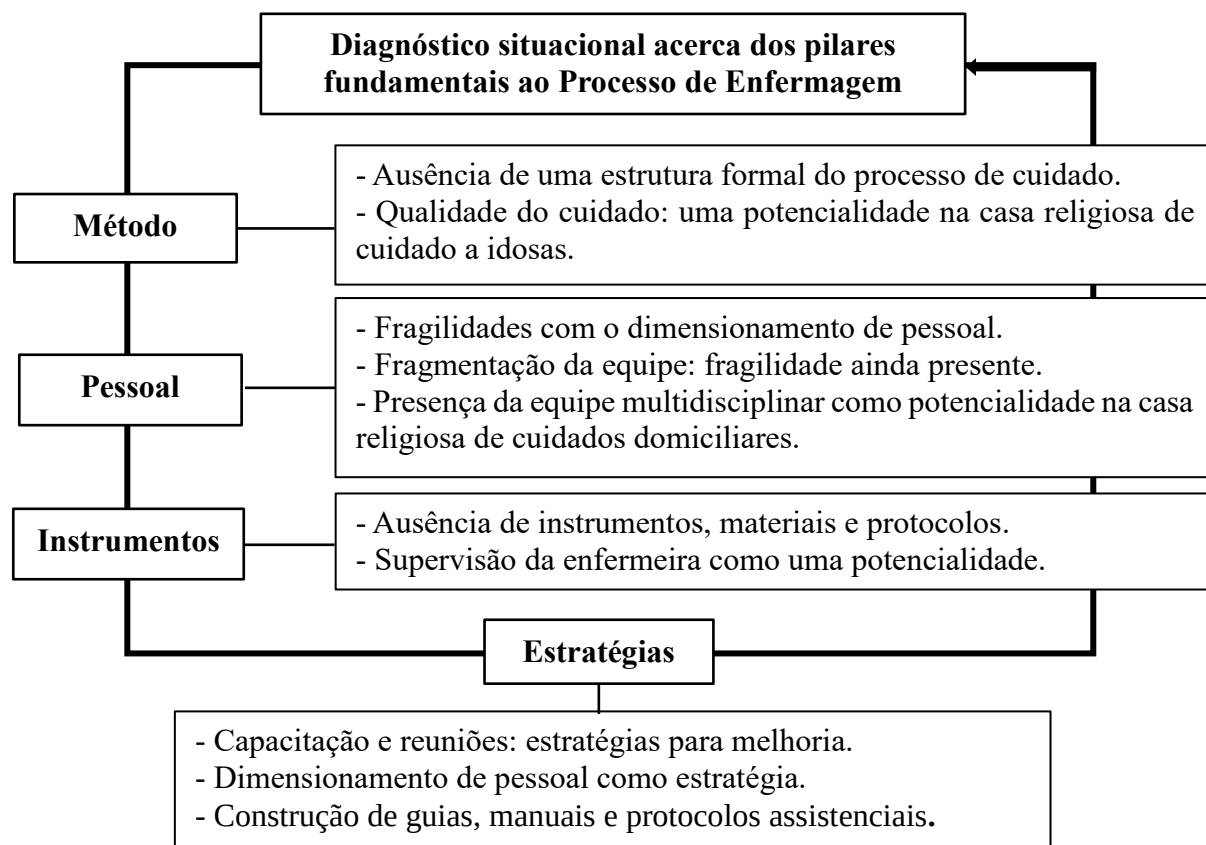 Diagnóstico situacional acerca dos pilares
fundamentais ao Processo de Enfermagem
Método
- Ausência de uma estrutura formal do processo de cuidado.
- Qualidade do cuidado: uma potencialidade na casa religiosa de
cuidado a idosas.
Pessoal
- Fragilidades com o dimensionamento de pessoal.
- Fragmentação da equipe: fragilidade ainda presente.
- Presença da equipe multidisciplinar como potencialidade na casa
religiosa de cuidados domiciliares.
Instrumentos
- Ausência de instrumentos, materiais e protocolos.
- Supervisão da enfermeira como uma potencialidade.
Estratégias
- Capacitação e reuniões: estratégias para melhoria.
- Dimensionamento de pessoal como estratégia.
- Construção de guias, manuais e protocolos assistenciais.